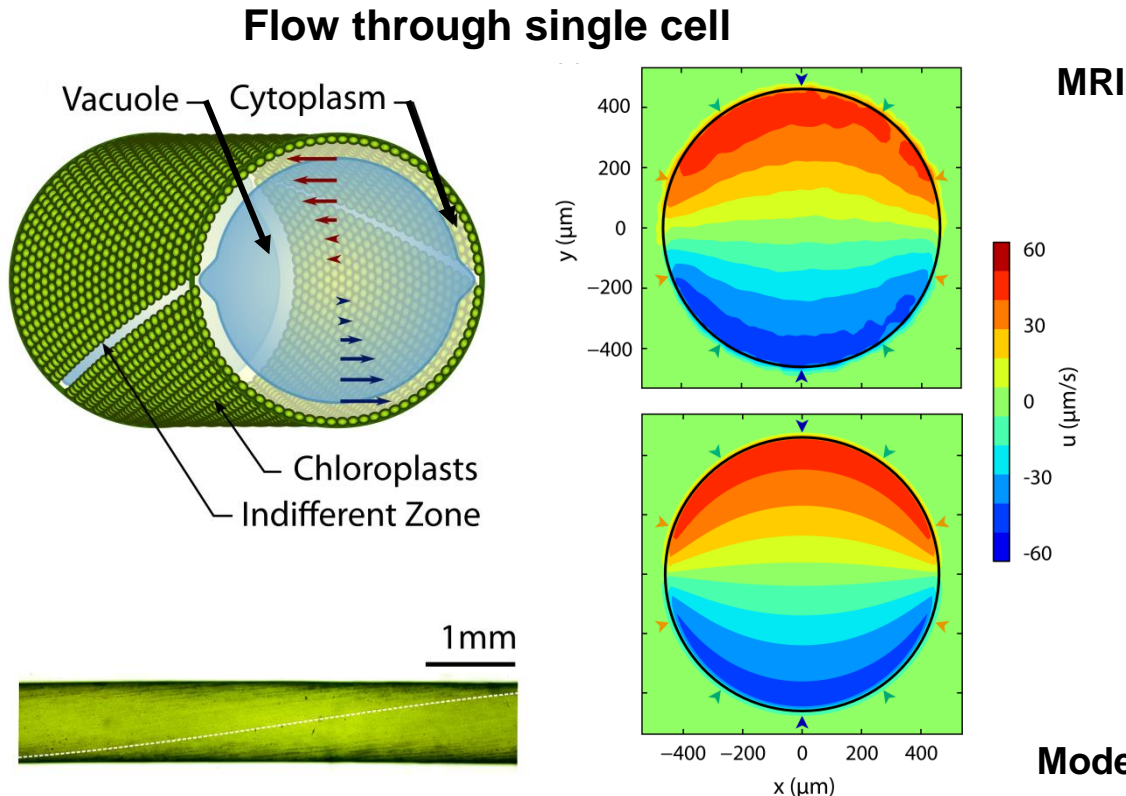 Flow through single cell
MRI
Vacuole
Cytoplasm
Chloroplasts
Indifferent Zone
1mm
400
200
0
−200
−400
y (µm)
60
30
0
-30
-60
u (µm/s)
−400 −200 0 200 400
x (µm)
Mode